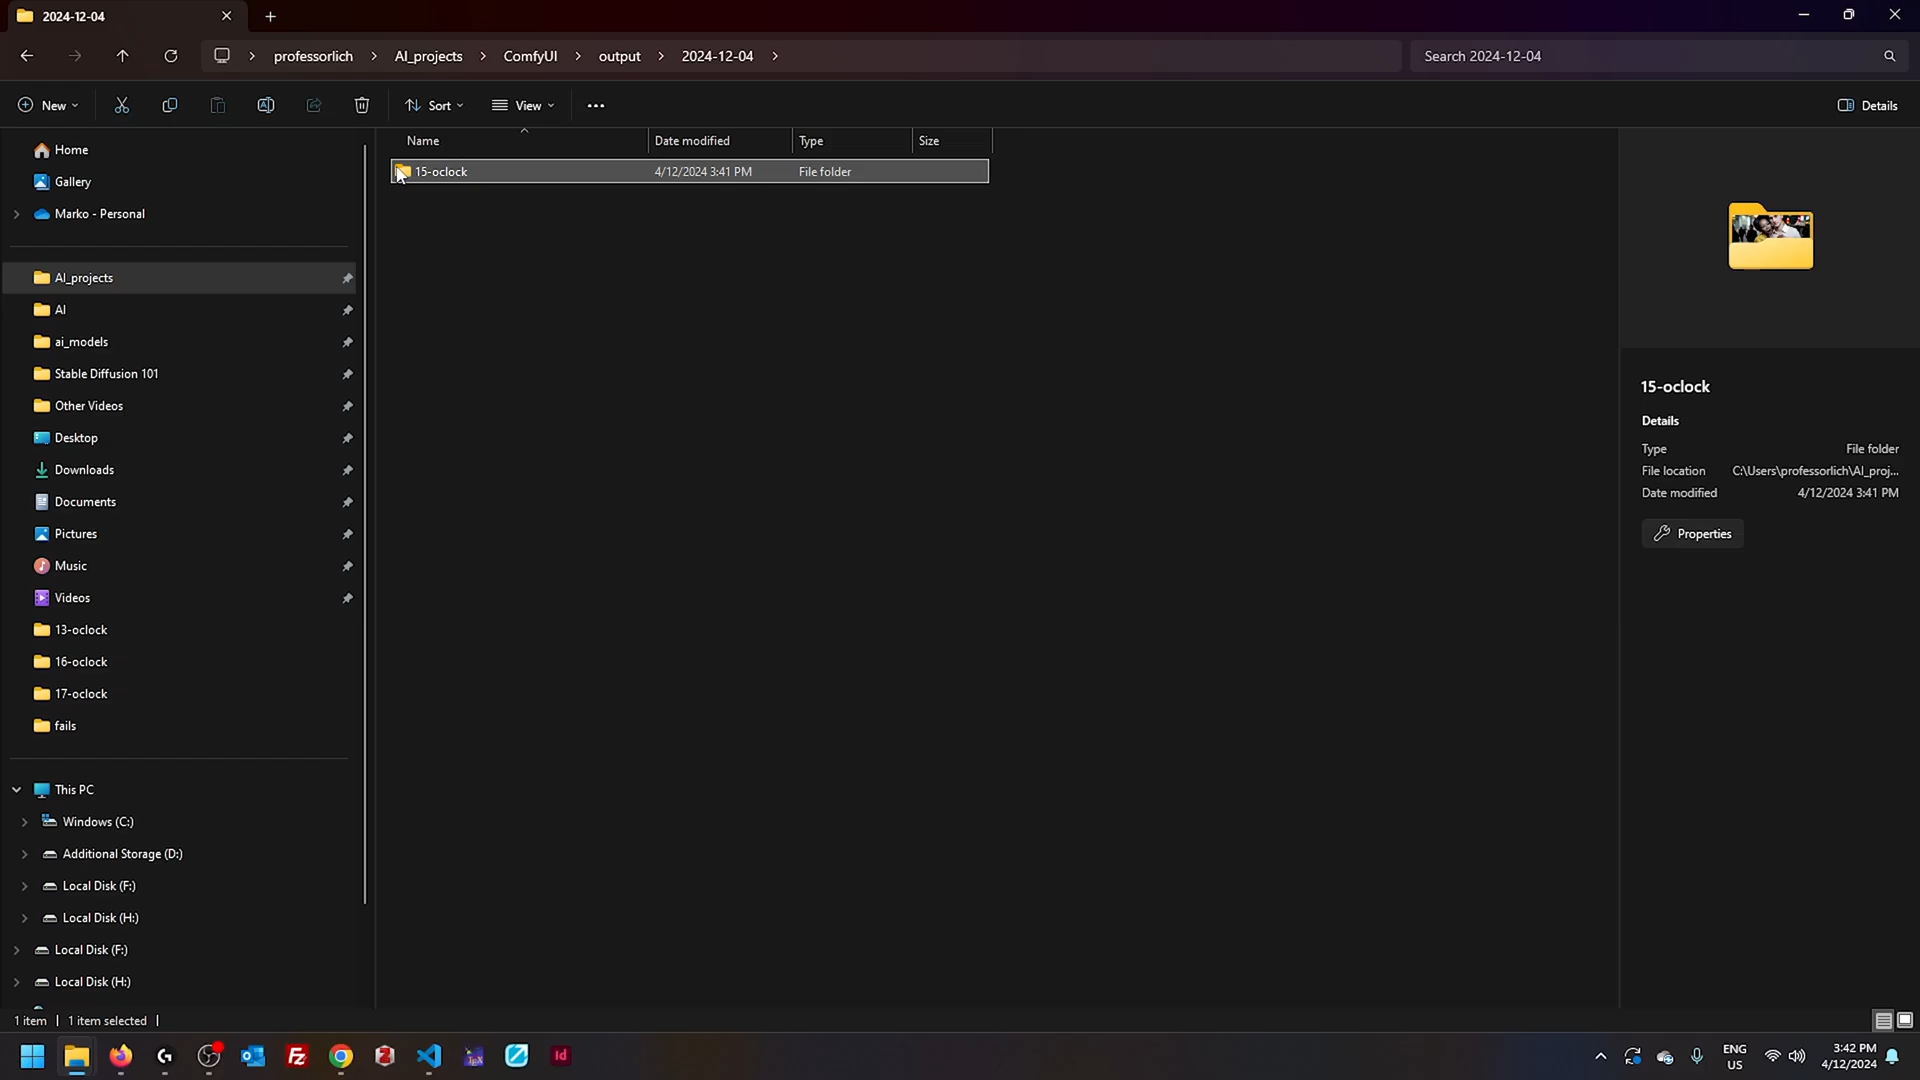 2024-12-04
professorlich
AI_projects
ComfyUI
output
2024-12-04
Search 2024-12-04
New
Sort
View
Details
Home
Gallery
Marko - Personal
AI_projects
AI
ai_models
Stable Diffusion 101
Other Videos
Desktop
Downloads
Documents
Pictures
Music
Videos
13-oclock
16-oclock
17-oclock
fails
This PC
Windows (C:)
Additional Storage (D:)
Local Disk (F:)
Local Disk (H:)
Local Disk (F:)
Local Disk (H:)
Name
Date modified
Type
Size
15-oclock
4/12/2024 3:41 PM
File folder
15-oclock
Details
Type
File folder
File location
C:\Users\professorlich\AI_proj...
Date modified
4/12/2024 3:41 PM
Properties
1 item
1 item selected
Fz
Z
TEX
Id
ENG
US
3:42 PM
4/12/2024